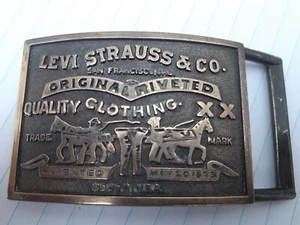 LEVI STRAUSS & CO.
SAN FRANCISCO, CAL.
ORIGINAL RIVETED
QUALITY CLOTHING. XX
TRADE MARK
PATENTED MAY 20 1873